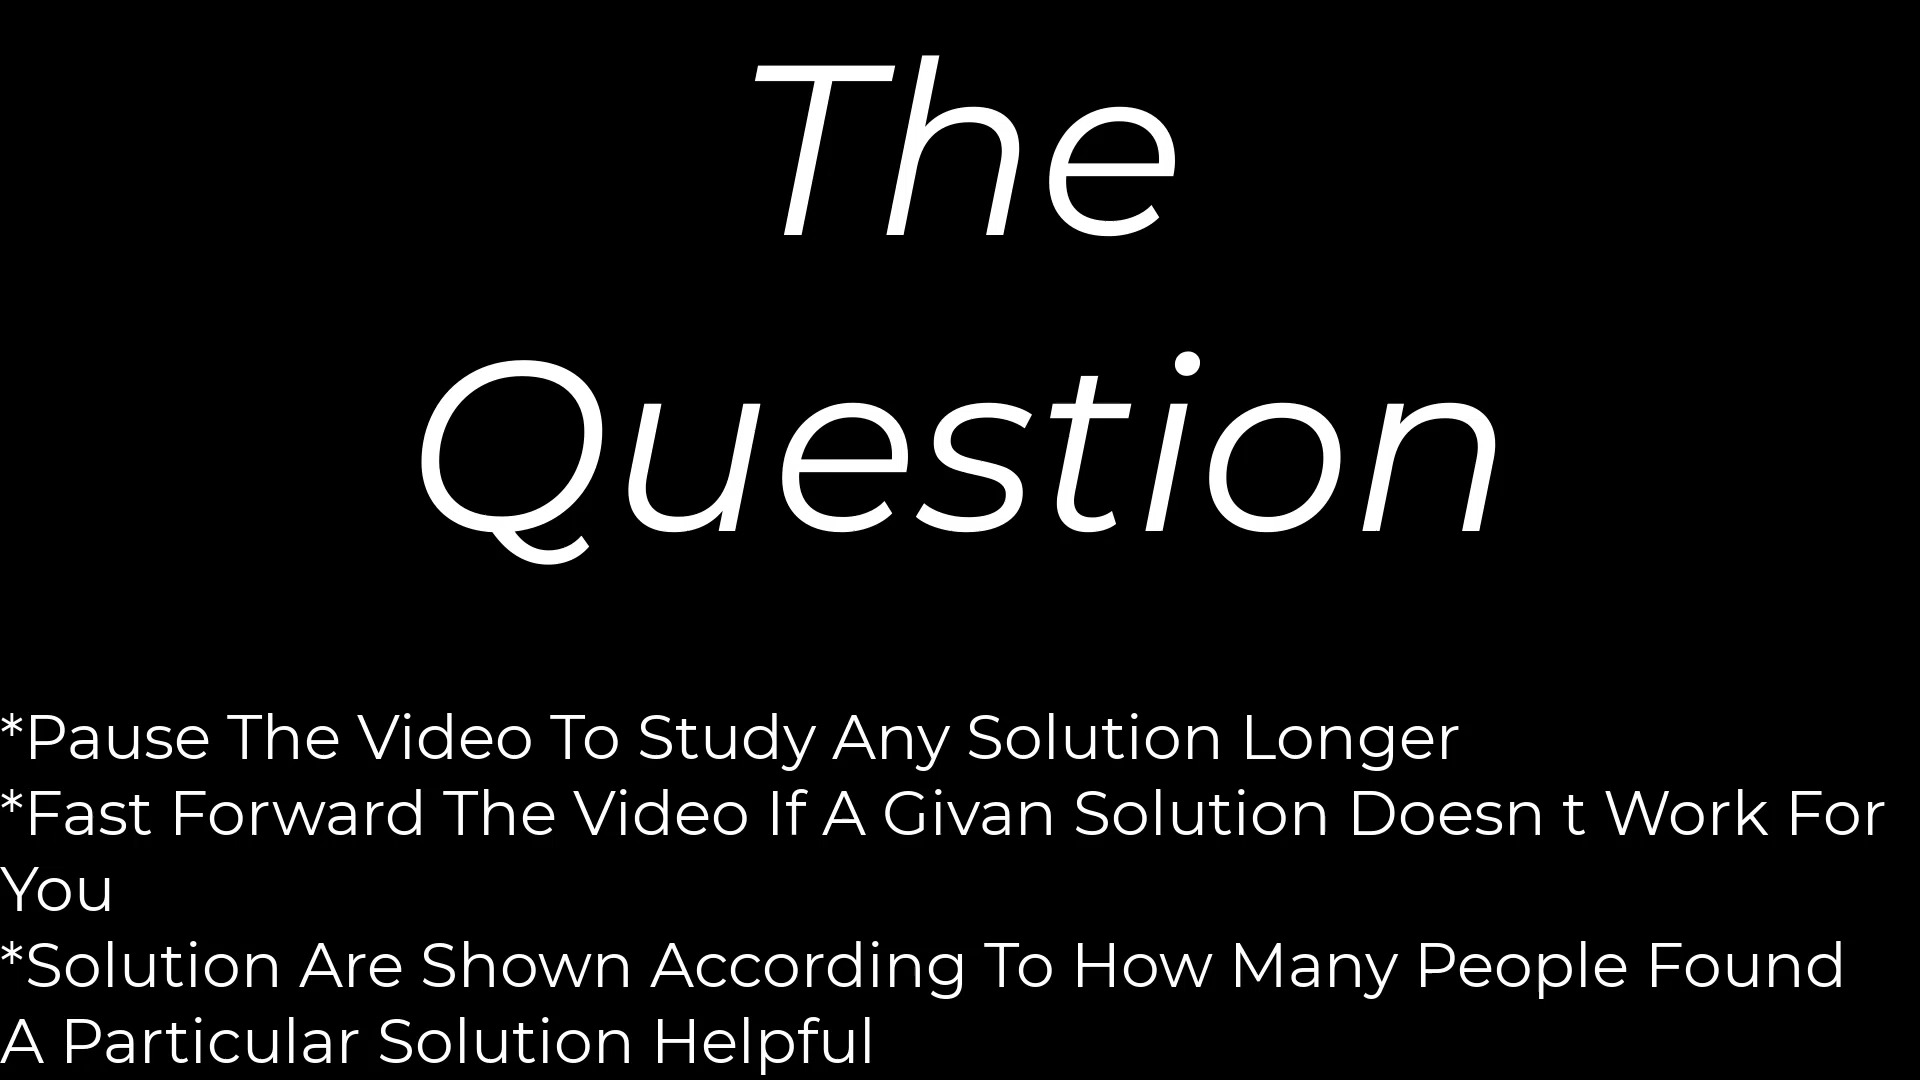 The
Question
*Pause The Video To Study Any Solution Longer
*Fast Forward The Video If A Givan Solution Doesn t Work For
You
*Solution Are Shown According To How Many People Found
A Particular Solution Helpful